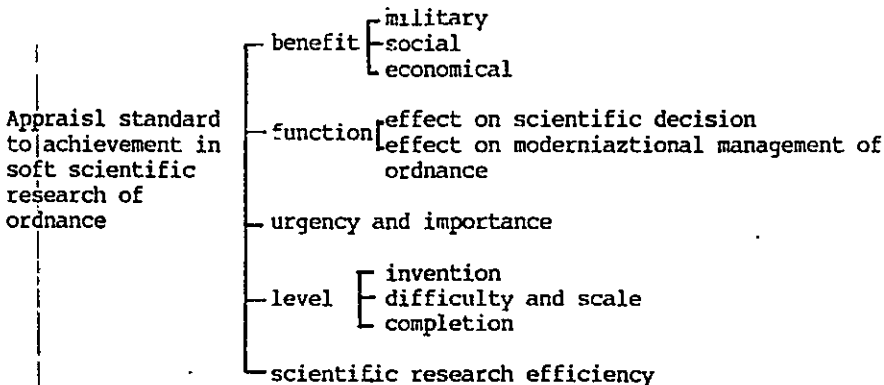 Appraisl standard
to achievement in
soft scientific
research of
ordnance
benefit
military
social
economical
function
effect on scientific decision
effect on moderniaztional management of
ordnance
urgency and importance
level
invention
difficulty and scale
completion
scientific research efficiency